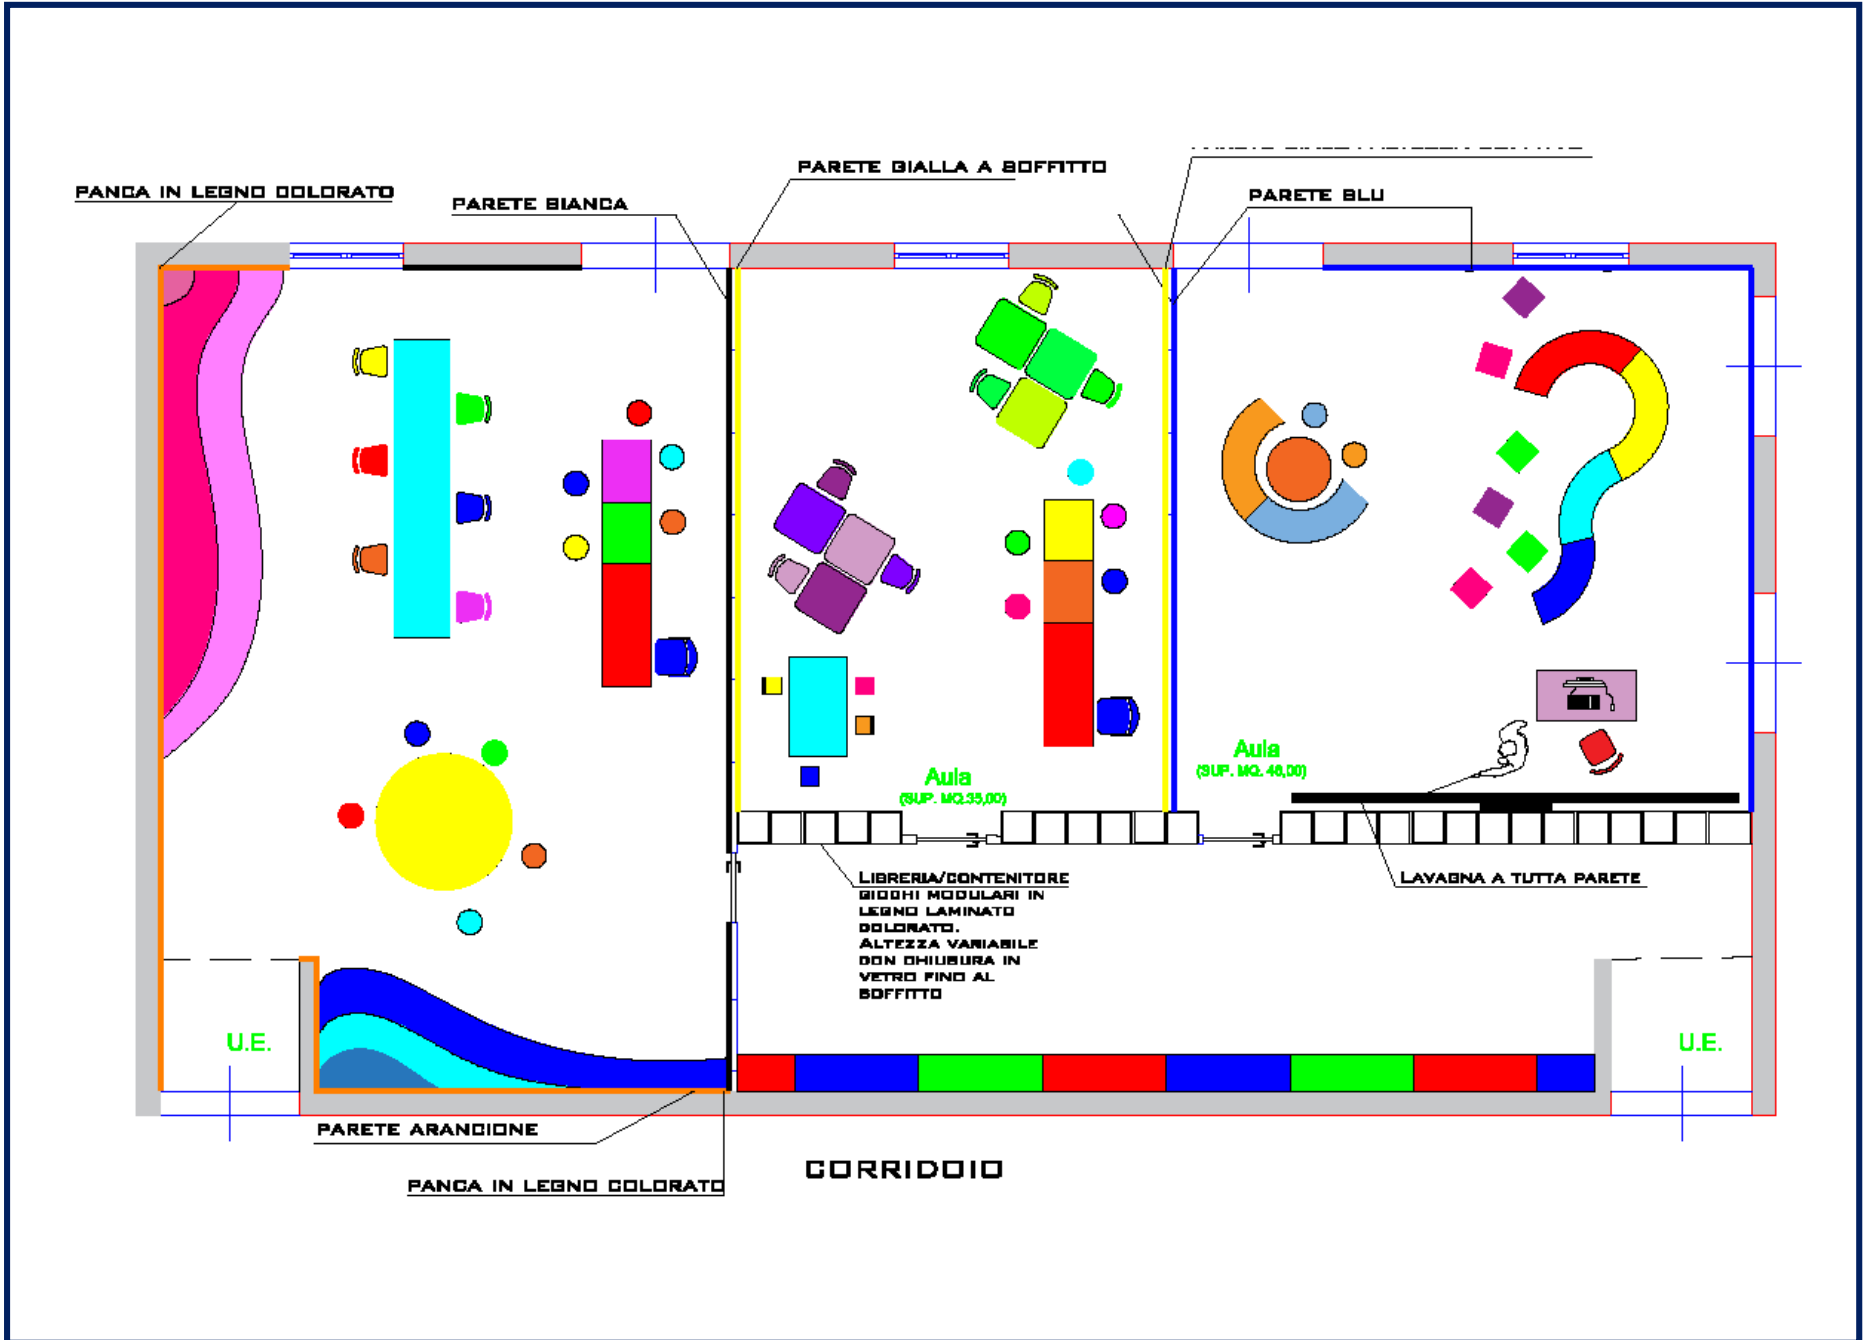 PARETE GIALLA A SOFFITTO
PANCA IN LEGNO COLORATO
PARETE BIANCA
PARETE BLU
Aula
(SUP. MQ. 46,00)
Aula
(SUP. MQ.35,00)
LIBRERIA/CONTENITORE
GIOCHI MODULARI IN
LEGNO LAMINATO
COLORATO.
ALTEZZA VARIABILE
CON CHIUSURA IN
VETRO FINO AL
SOFFITTO
LAVAGNA A TUTTA PARETE
U.E.
U.E.
PARETE ARANCIONE
CORRIDOIO
PANCA IN LEGNO COLORATO